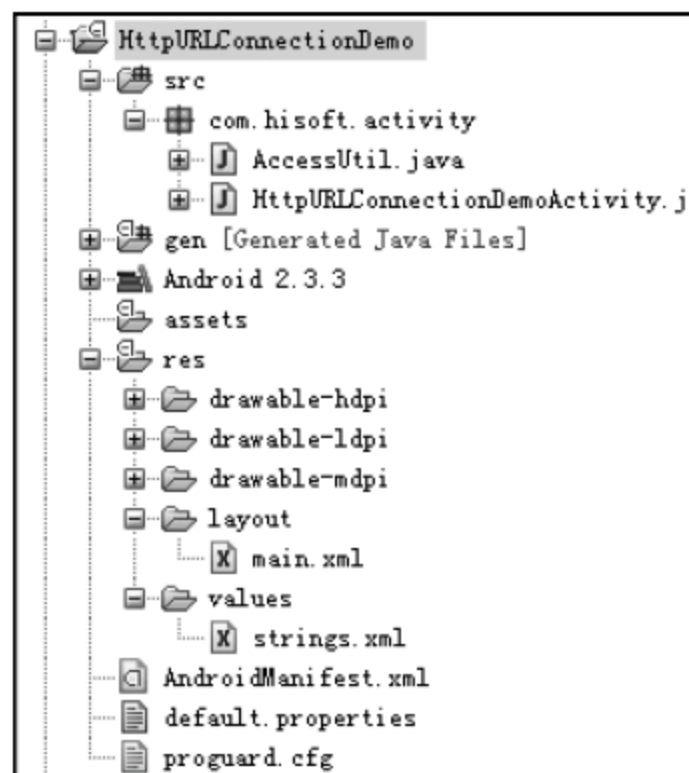 HttpURLConnectionDemo
src
com.hisoft.activity
AccessUtil.java
HttpURLConnectionDemoActivity.j
gen [Generated Java Files]
Android 2.3.3
assets
res
drawable-hdpi
drawable-ldpi
drawable-mdpi
layout
main.xml
values
strings.xml
AndroidManifest.xml
default.properties
proguard.cfg